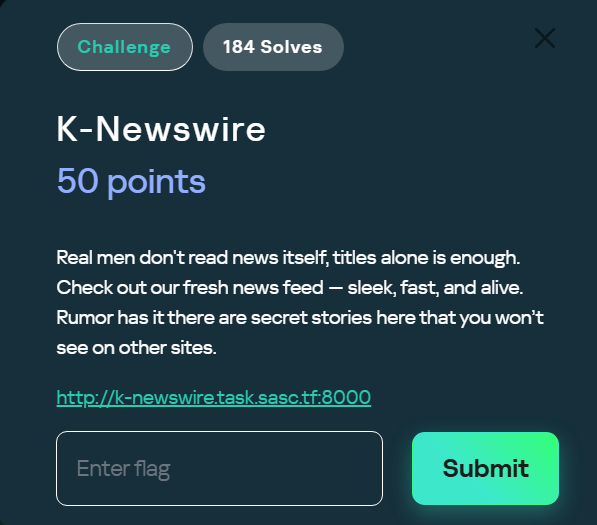 Challenge
184 Solves
K-Newswire
50 points
Real men don't read news itself, titles alone is enough.
Check out our fresh news feed — sleek, fast, and alive.
Rumor has it there are secret stories here that you won’t
see on other sites.
http://k-newswire.task.sasc.tf:8000
Enter flag
Submit